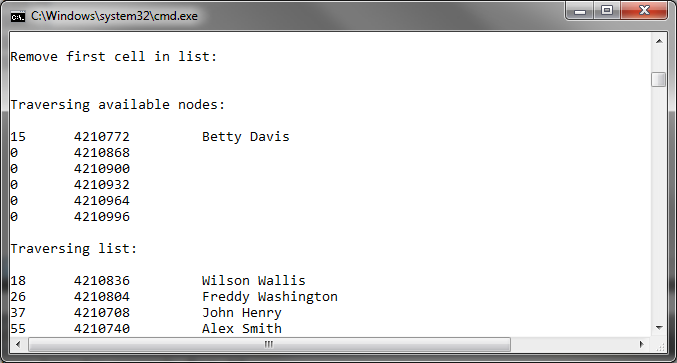 C:\Windows\system32\cmd.exe
Remove first cell in list:
Traversing available nodes:
15 4210772 Betty Davis
0 4210868
0 4210900
0 4210932
0 4210964
0 4210996
Traversing list:
18 4210836 Wilson Wallis
26 4210804 Freddy Washington
37 4210708 John Henry
55 4210740 Alex Smith